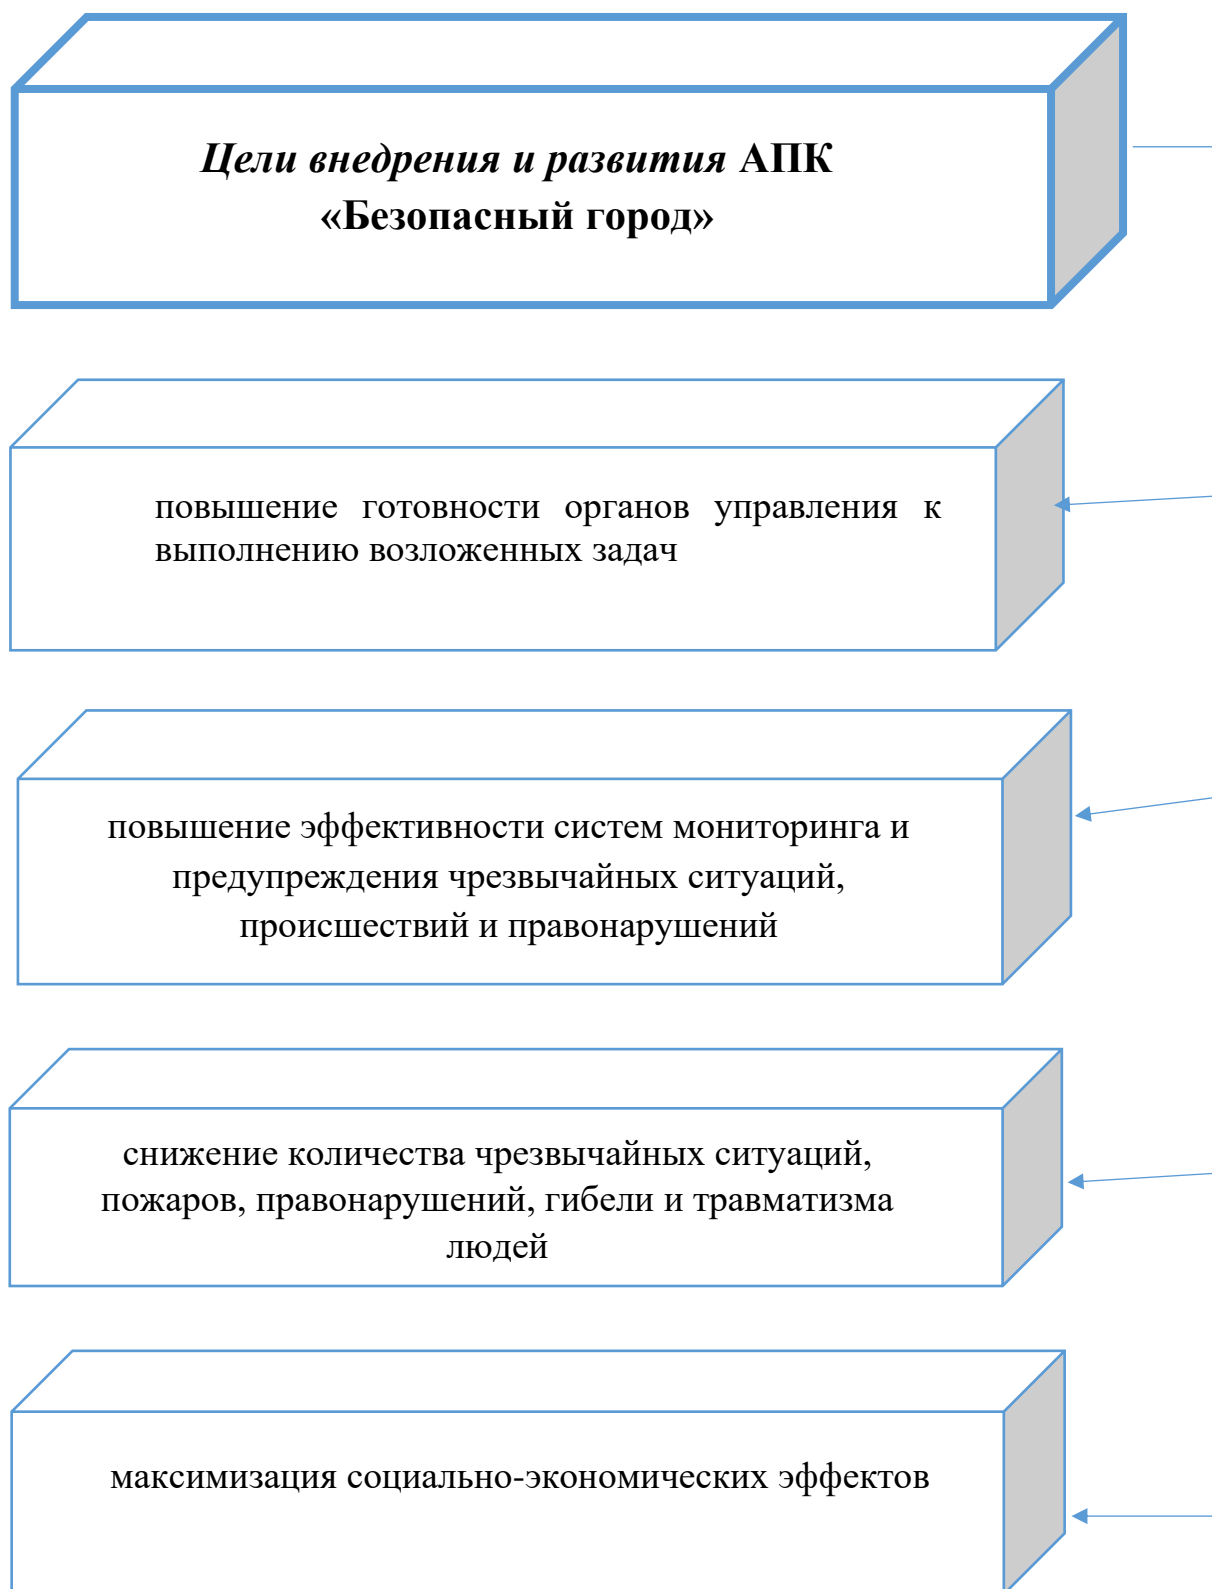 Цели внедрения и развития АПК
«Безопасный город»
повышение готовности органов управления к
выполнению возложенных задач
повышение эффективности систем мониторинга и
предупреждения чрезвычайных ситуаций,
происшествий и правонарушений
снижение количества чрезвычайных ситуаций,
пожаров, правонарушений, гибели и травматизма
людей
максимизация социально-экономических эффектов